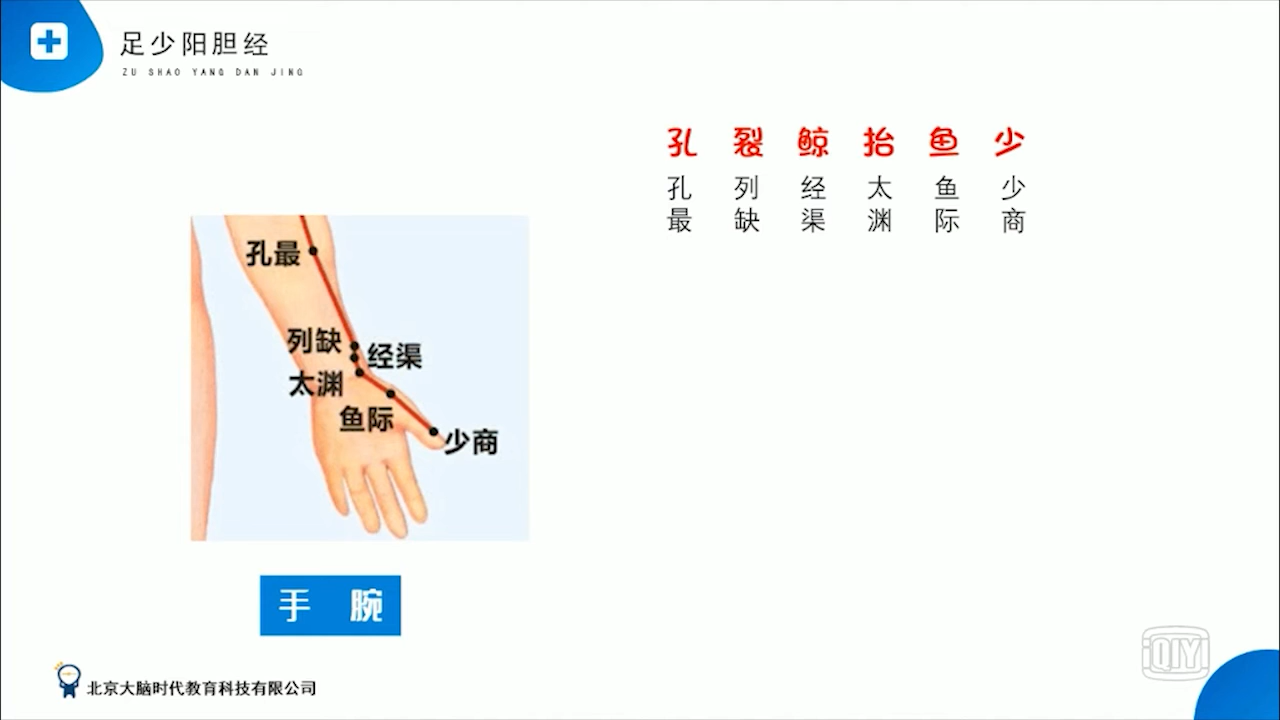 足少阳胆经
ZU SHAO YANG DAN JING
孔 裂 鲸 抬 鱼 少
孔 列 经 太 鱼 少
最 缺 渠 渊 际 商
孔最
列缺
经渠
太渊
鱼际
少商
手 腕
北京大脑时代教育科技有限公司
iQIYI